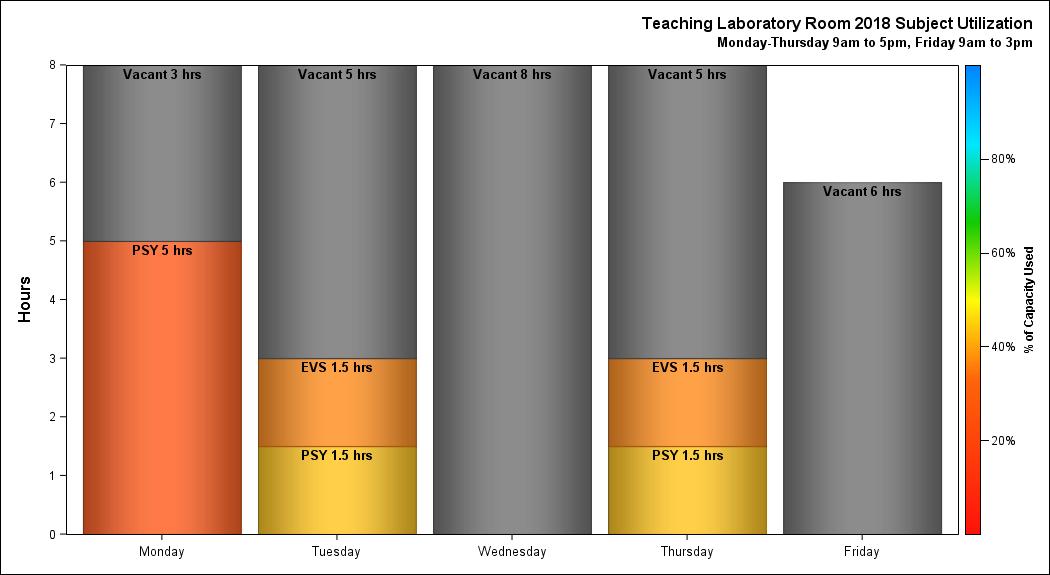 Teaching Laboratory Room 2018 Subject Utilization
Monday-Thursday 9am to 5pm, Friday 9am to 3pm
Hours
8
7
6
5
4
3
2
1
0
Vacant 3 hrs
PSY 5 hrs
Vacant 5 hrs
EVS 1.5 hrs
PSY 1.5 hrs
Vacant 8 hrs
Vacant 5 hrs
EVS 1.5 hrs
PSY 1.5 hrs
Vacant 6 hrs
Monday
Tuesday
Wednesday
Thursday
Friday
80%
60%
40%
20%
% of Capacity Used